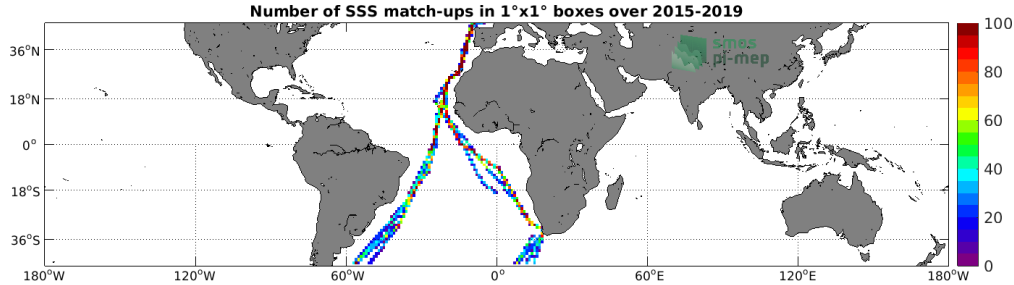 Number of SSS match-ups in 1°x1° boxes over 2015-2019
smos
pi-mep
36°N
18°N
0°
18°S
36°S
180°W
120°W
60°W
0°
60°E
120°E
180°W
100
80
60
40
20
0